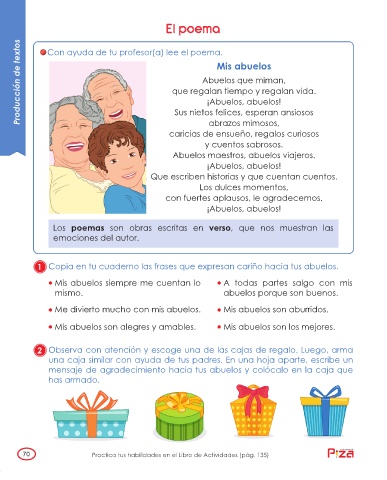 El poema
Producción de textos
Con ayuda de tu profesor(a) lee el poema.
Mis abuelos
Abuelos que miman,
que regalan tiempo y regalan vida.
¡Abuelos, abuelos!
Sus nietos felices, esperan ansiosos
abrazos mimosos,
caricias de ensueño, regalos curiosos
y cuentos sabrosos.
Abuelos maestros, abuelos viajeros.
¡Abuelos, abuelos!
Que escriben historias y que cuentan cuentos.
Los dulces momentos,
con fuertes aplausos, le agradecemos.
¡Abuelos, abuelos!
Los poemas son obras escritas en verso, que nos muestran las
emociones del autor.
1 Copia en tu cuaderno las frases que expresan cariño hacia tus abuelos.
• Mis abuelos siempre me cuentan lo
mismo.
• Me divierto mucho con mis abuelos.
• Mis abuelos son alegres y amables.
• A todas partes salgo con mis
abuelos porque son buenos.
• Mis abuelos son aburridos.
• Mis abuelos son los mejores.
2 Observa con atención y escoge una de las cajas de regalo. Luego, arma
una caja similar con ayuda de tus padres. En una hoja aparte, escribe un
mensaje de agradecimiento hacia tus abuelos y colócalo en la caja que
has armado.
70
Practica tus habilidades en el Libro de Actividades (pág. 135)
Piza